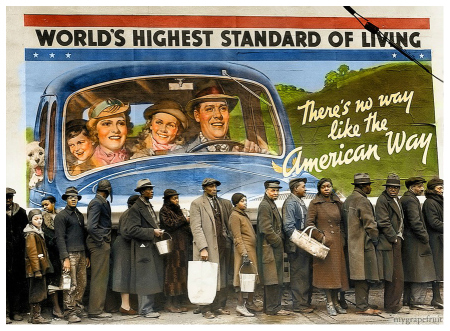 WORLD'S HIGHEST STANDARD OF LIVING
There's no way
like the
American Way
mygrapefruit